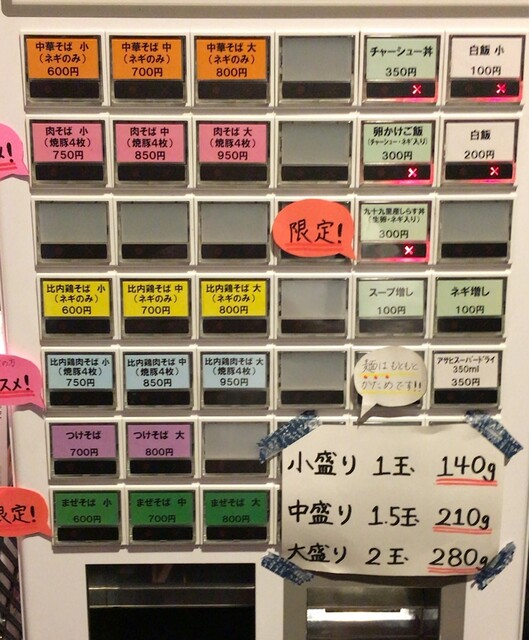 中華そば 小
(ネギのみ)
600円
中華そば 中
(ネギのみ)
700円
中華そば 大
(ネギのみ)
800円
チャーシュー丼
350円
白飯 小
100円
メ!
肉そば 小
(焼豚4枚)
750円
肉そば 中
(焼豚4枚)
850円
肉そば 大
(焼豚4枚)
950円
卵かけご飯
(チャーシュー・ネギ入り)
300円
白飯
200円
限定!
九十九里産しらす丼
(生卵・ネギ入り)
300円
比内鶏そば 小
(ネギのみ)
600円
比内鶏そば 中
(ネギのみ)
700円
比内鶏そば 大
(ネギのみ)
800円
スープ増し
100円
ネギ増し
100円
スメ!
比内鶏肉そば 小
(焼豚4枚)
750円
比内鶏肉そば 中
(焼豚4枚)
850円
比内鶏肉そば 大
(焼豚4枚)
950円
麺はもともと
かためです!!
アサヒスーパードライ
350ml
350円
つけそば
700円
つけそば 大
800円
限定!
まぜそば 小
600円
まぜそば 中
700円
まぜそば 大
800円
小盛り 1玉、 140g
中盛り 1.5玉、 210g
大盛り 2玉、 280g